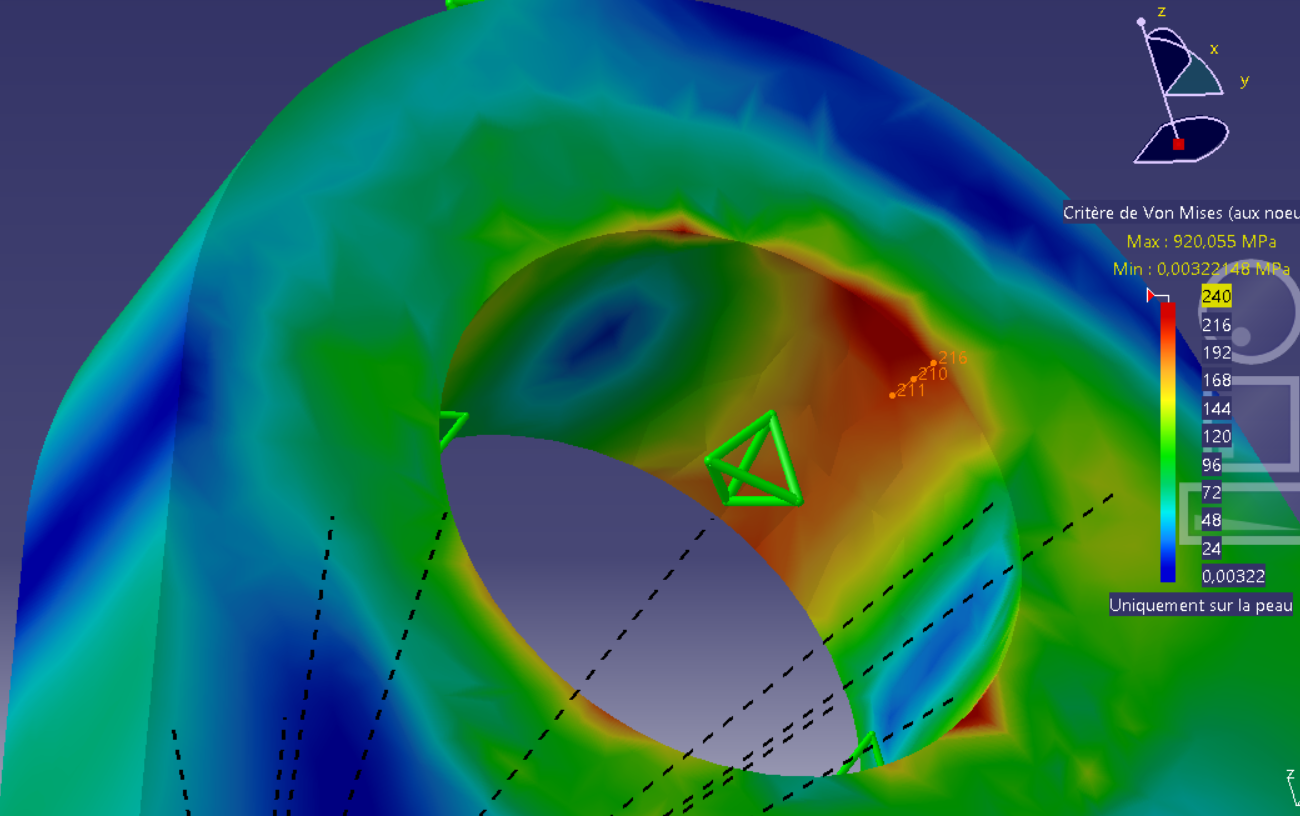 z
x
y
Critère de Von Mises (aux noeu
Max : 920,055 MPa
Min : 0,00322148 MPa
240
216
192
168
144
120
96
72
48
24
0,00322
Uniquement sur la peau
216
210
211
z